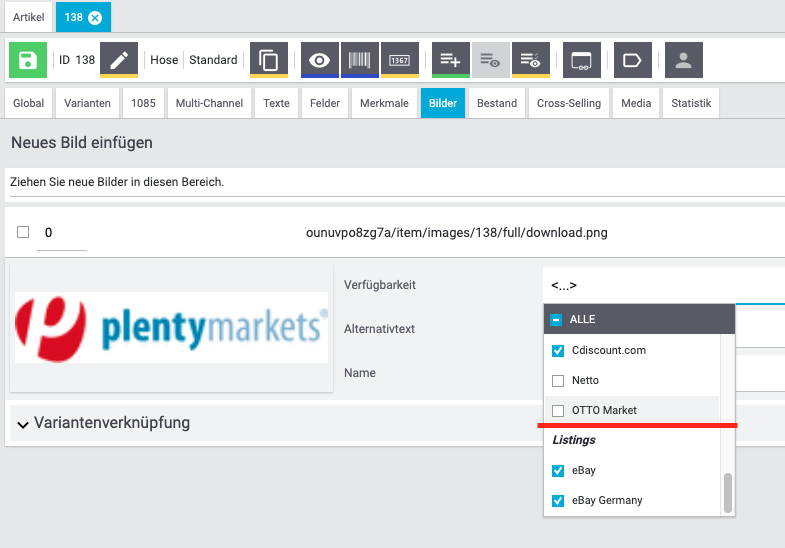 Artikel 138
ID 138 Hose Standard 1367
Global Varianten 1085 Multi-Channel Texte Felder Merkmale Bilder Bestand Cross-Selling Media Statistik
Neues Bild einfügen
Ziehen Sie neue Bilder in diesen Bereich.
0 ounuvpo8zg7a/item/images/138/full/download.png
plentymarkets®
Verfügbarkeit <...>
Alternativtext
Name
ALLE
Cdiscount.com
Netto
OTTO Market
Listings
eBay
eBay Germany
Variantenverknüpfung